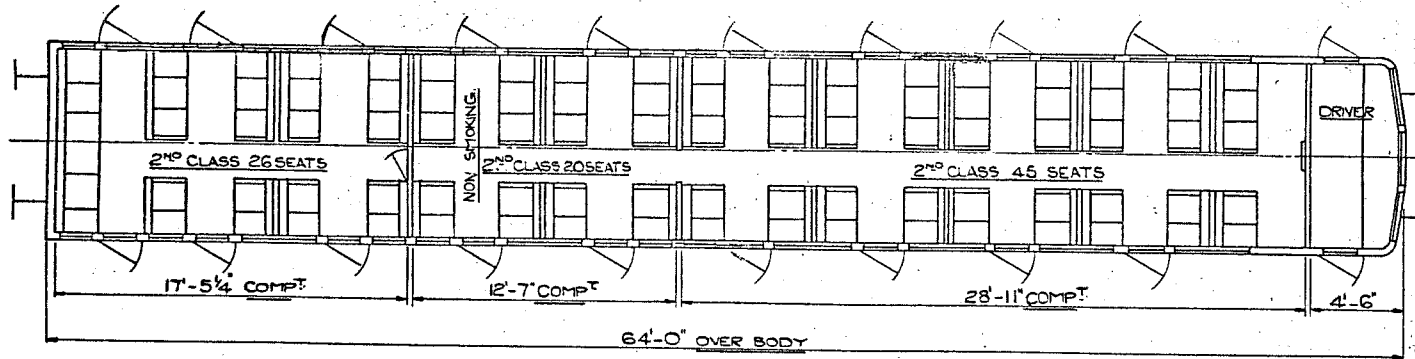 DRIVER
2ND CLASS 26 SEATS
NON SMOKING.
2ND CLASS 20 SEATS
2ND CLASS 45 SEATS
17'-5¼" COMPT.
12'-7" COMPT
28'-11" COMPT.
4'-6"
64'-0" OVER BODY